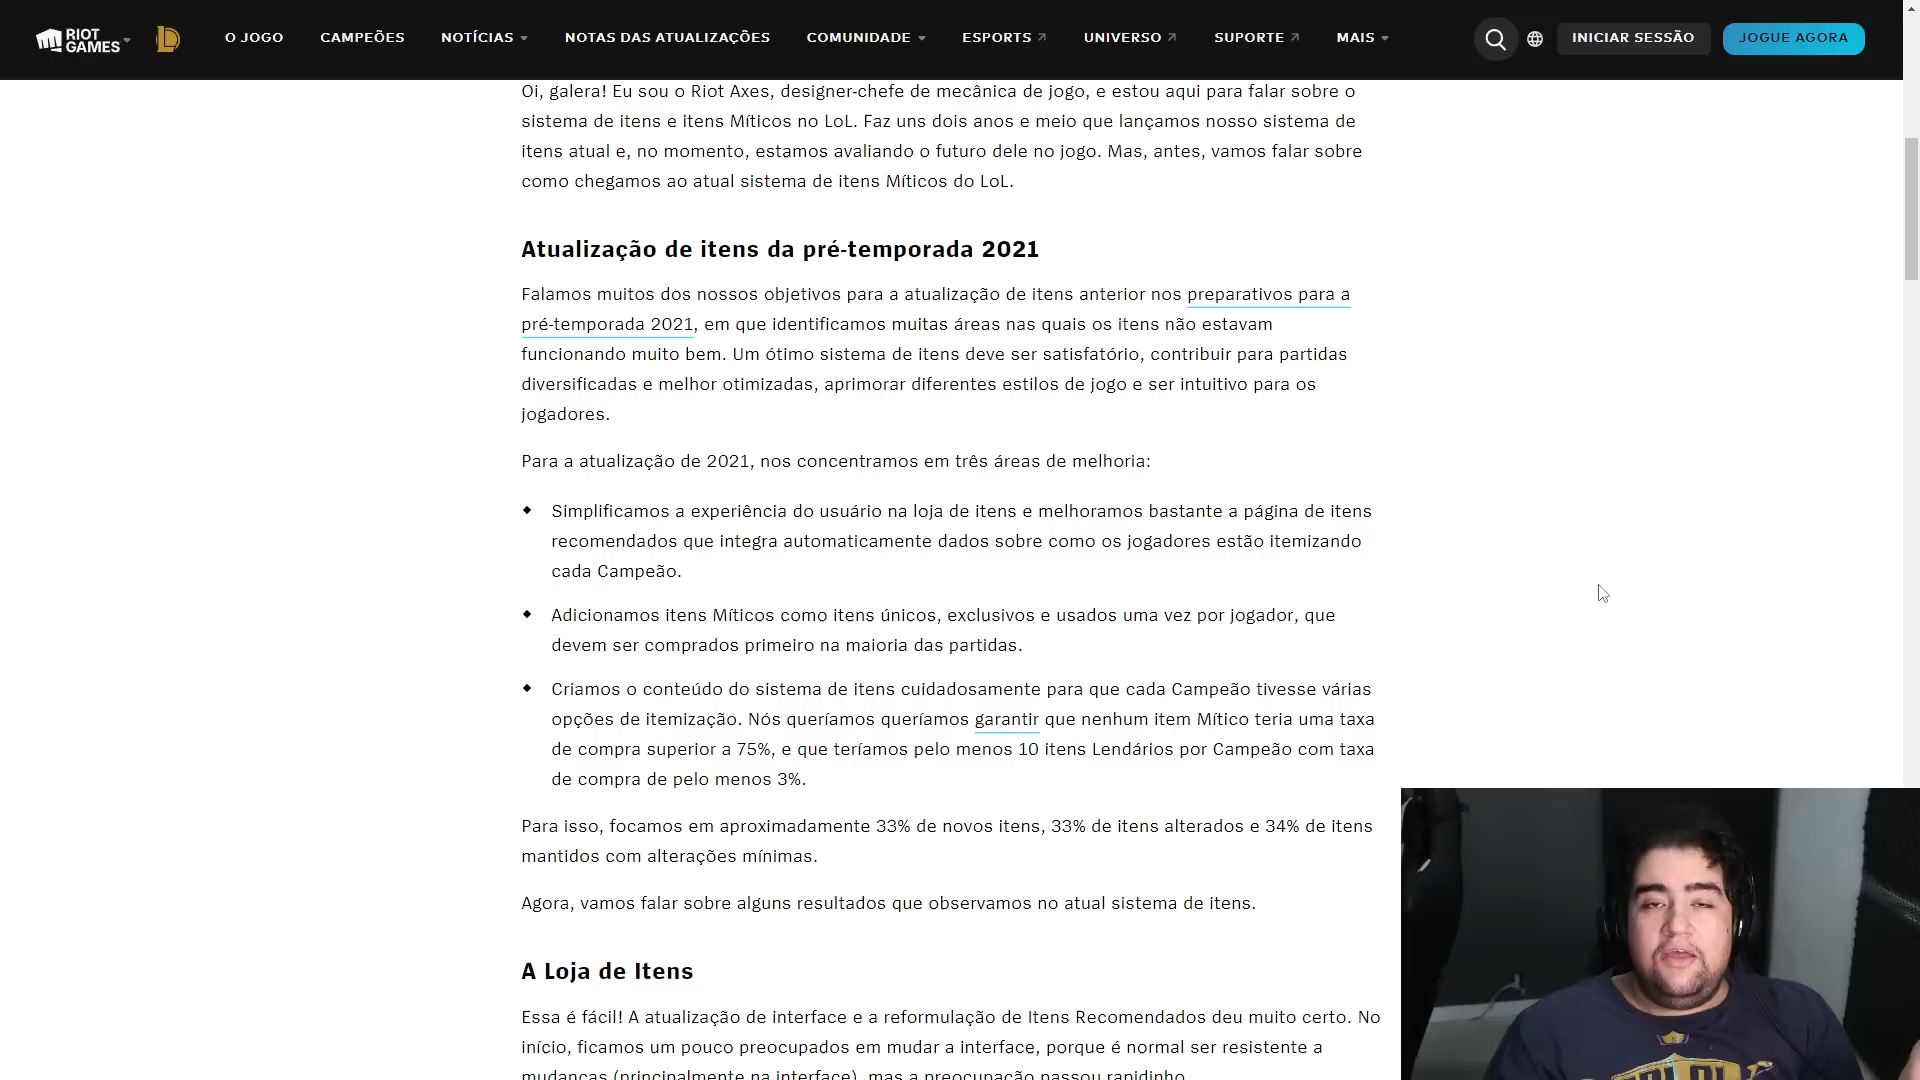 RIOT GAMES
O JOGO
CAMPEÕES
NOTÍCIAS
NOTAS DAS ATUALIZAÇÕES
COMUNIDADE
ESPORTS
UNIVERSO
SUPORTE
MAIS
INICIAR SESSÃO
JOGUE AGORA
Oi, galera! Eu sou o Riot Axes, designer-chefe de mecânica de jogo, e estou aqui para falar sobre o
sistema de itens e itens Míticos no LoL. Faz uns dois anos e meio que lançamos nosso sistema de
itens atual e, no momento, estamos avaliando o futuro dele no jogo. Mas, antes, vamos falar sobre
como chegamos ao atual sistema de itens Míticos do LoL.
Atualização de itens da pré-temporada 2021
Falamos muitos dos nossos objetivos para a atualização de itens anterior nos preparativos para a
pré-temporada 2021, em que identificamos muitas áreas nas quais os itens não estavam
funcionando muito bem. Um ótimo sistema de itens deve ser satisfatório, contribuir para partidas
diversificadas e melhor otimizadas, aprimorar diferentes estilos de jogo e ser intuitivo para os
jogadores.
Para a atualização de 2021, nos concentramos em três áreas de melhoria:
Simplificamos a experiência do usuário na loja de itens e melhoramos bastante a página de itens
recomendados que integra automaticamente dados sobre como os jogadores estão itemizando
cada Campeão.
Adicionamos itens Míticos como itens únicos, exclusivos e usados uma vez por jogador, que
devem ser comprados primeiro na maioria das partidas.
Criamos o conteúdo do sistema de itens cuidadosamente para que cada Campeão tivesse várias
opções de itemização. Nós queríamos queríamos garantir que nenhum item Mítico teria uma taxa
de compra superior a 75%, e que teríamos pelo menos 10 itens Lendários por Campeão com taxa
de compra de pelo menos 3%.
Para isso, focamos em aproximadamente 33% de novos itens, 33% de itens alterados e 34% de itens
mantidos com alterações mínimas.
Agora, vamos falar sobre alguns resultados que observamos no atual sistema de itens.
A Loja de Itens
Essa é fácil! A atualização de interface e a reformulação de Itens Recomendados deu muito certo. No
início, ficamos um pouco preocupados em mudar a interface, porque é normal ser resistente a
mudanças (principalmente na interface), mas a preocupação passou rapidinho.